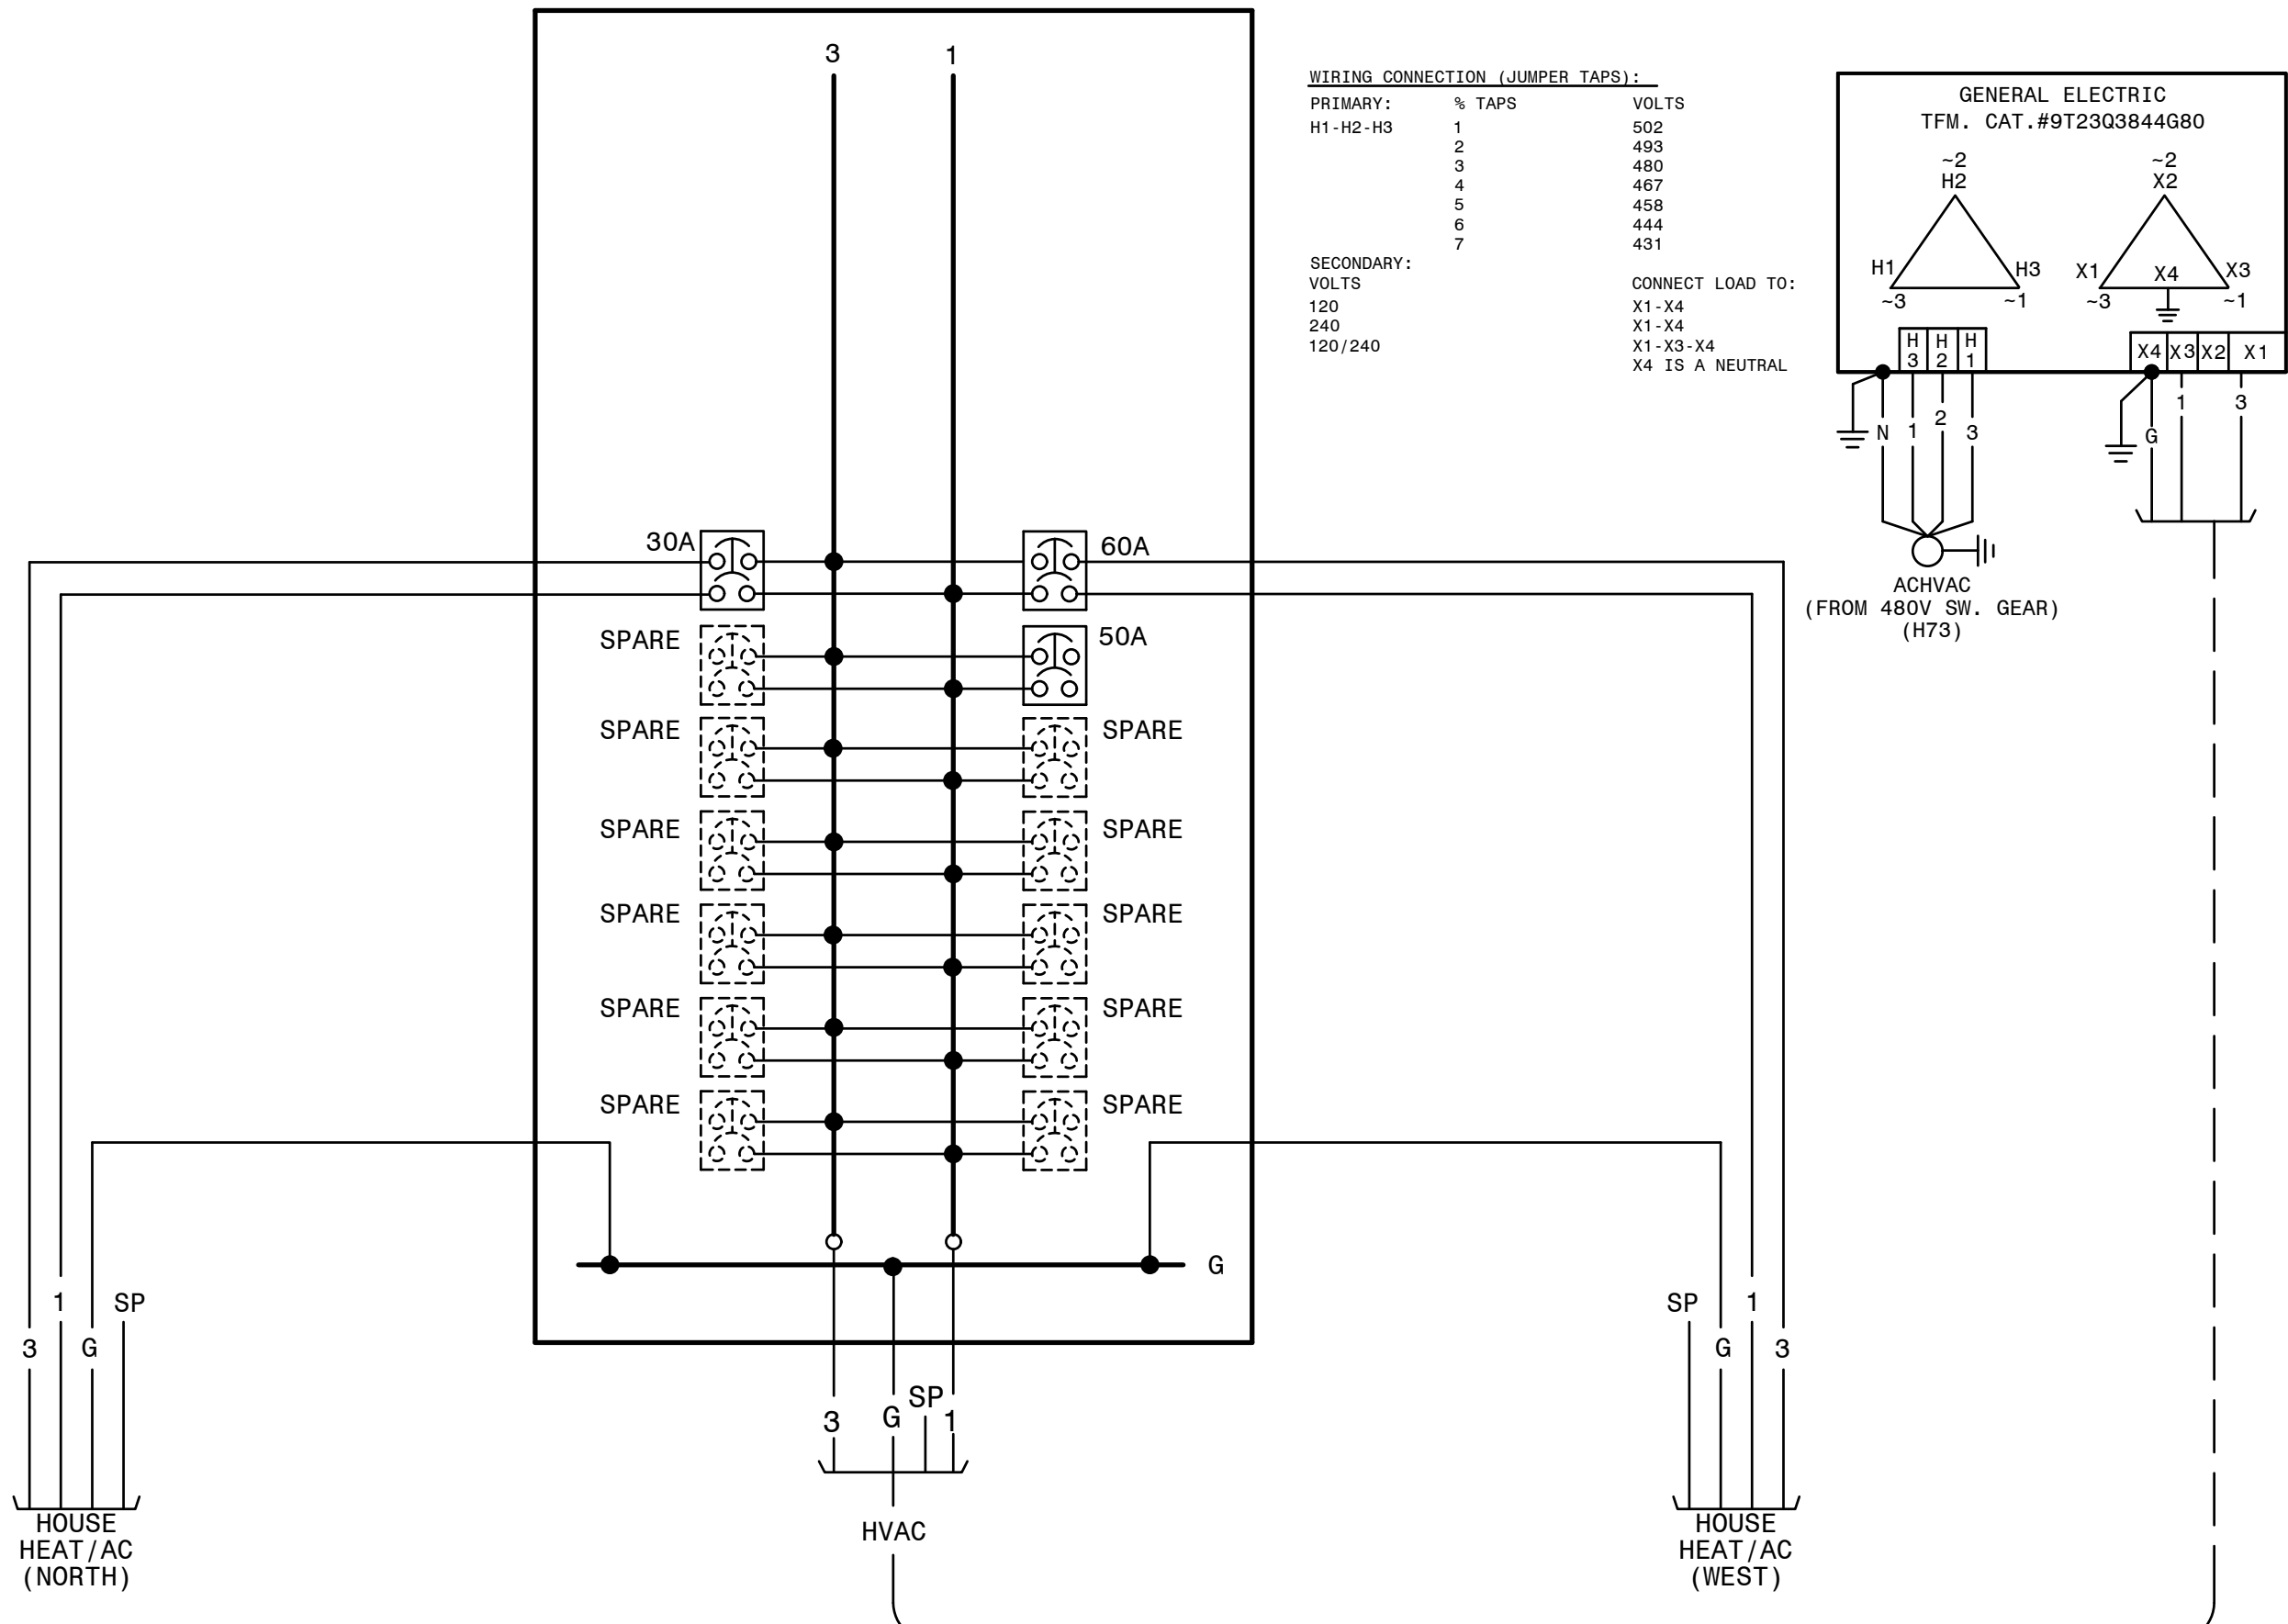 3 1
WIRING CONNECTION (JUMPER TAPS):
PRIMARY: % TAPS VOLTS
H1-H2-H3 1 502
2 493
3 480
4 467
5 458
6 444
7 431
SECONDARY:
VOLTS CONNECT LOAD TO:
120 X1-X4
240 X1-X4
120/240 X1-X3-X4
X4 IS A NEUTRAL
GENERAL ELECTRIC
TFM. CAT.#9T23Q3844G80
~2 ~2
H2 X2
H1 H3 X1 X4 X3
~3 ~1 ~3 ~1
H3 H2 H1 X4 X3 X2 X1
N 1 2 3 G 1 3
ACHVAC
(FROM 480V SW. GEAR)
(H73)
30A 60A
SPARE 50A
SPARE SPARE
SPARE SPARE
SPARE SPARE
SPARE SPARE
SPARE SPARE
G
3 1 G SP
3 G SP 1
SP G 1 3
HVAC
HOUSE
HEAT/AC
(NORTH)
HOUSE
HEAT/AC
(WEST)